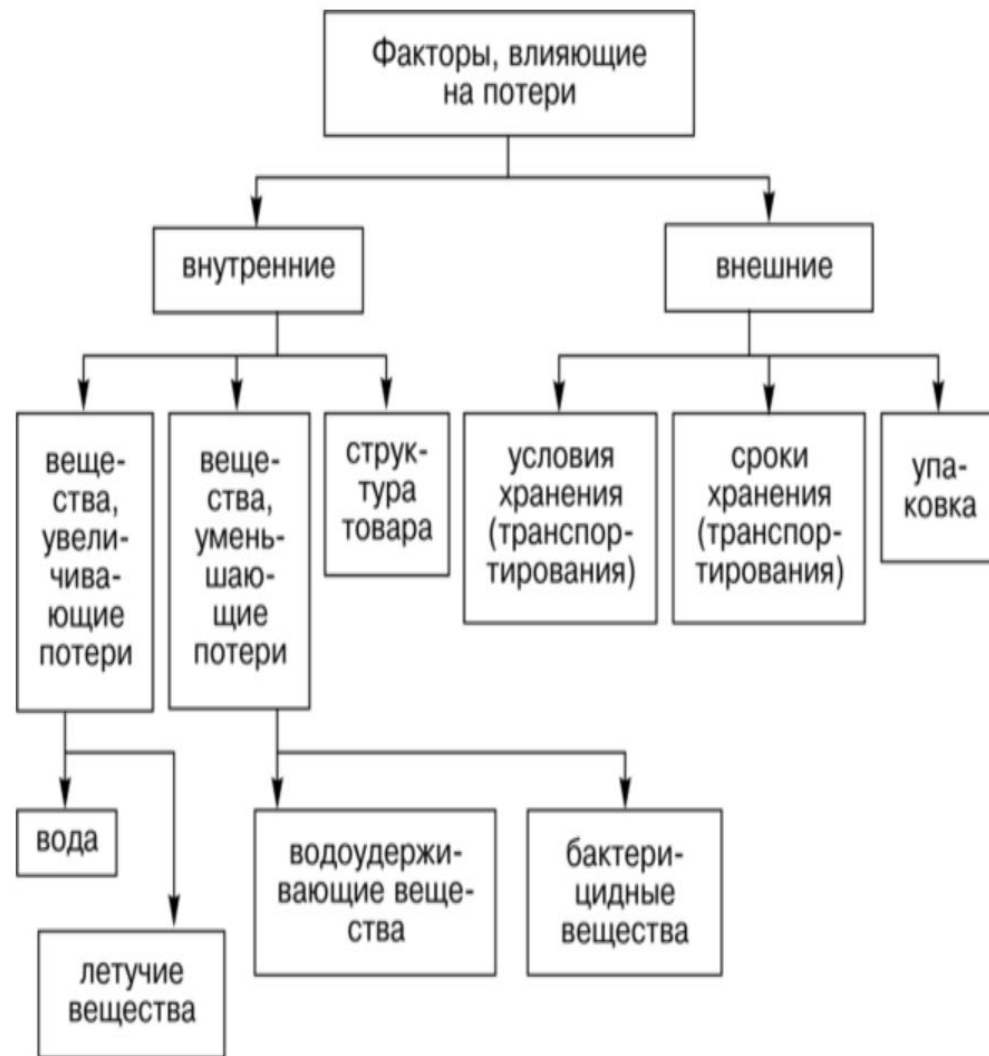 Факторы, влияющие
на потери
внутренние
внешние
веще-
ства,
увели-
чива-
ющие
потери
веще-
ства,
умень-
шаю-
щие
потери
струк-
тура
товара
условия
хранения
(транспор-
тирования)
сроки
хранения
(транспор-
тирования)
упа-
ковка
вода
летучие
вещества
водоудержи-
вающие веще-
ства
бактери-
цидные
вещества